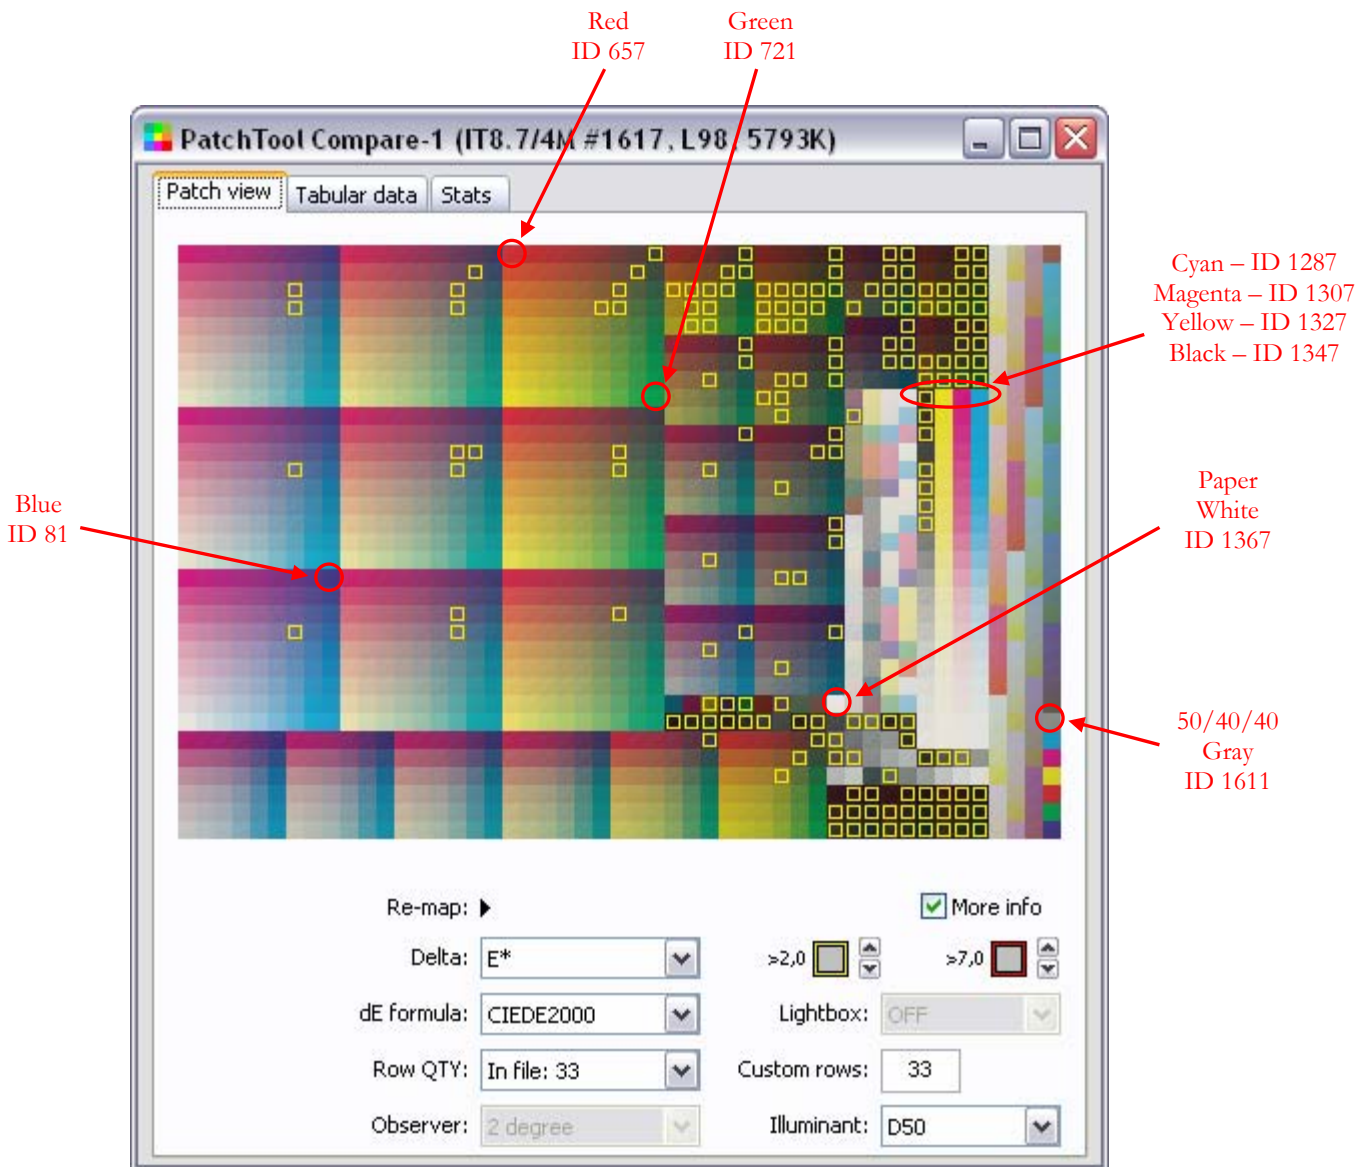 Red
ID 657
Green
ID 721
PatchTool Compare-1 (IT8.7/4M #1617, L98, 5793K)
Patch view
Tabular data
Stats
Cyan – ID 1287
Magenta – ID 1307
Yellow – ID 1327
Black – ID 1347
Blue
ID 81
Paper
White
ID 1367
50/40/40
Gray
ID 1611
Re-map:
More info
Delta: E*
>2,0
>7,0
dE formula: CIEDE2000
Lightbox: OFF
Row QTY: In file: 33
Custom rows: 33
Observer: 2 degree
Illuminant: D50